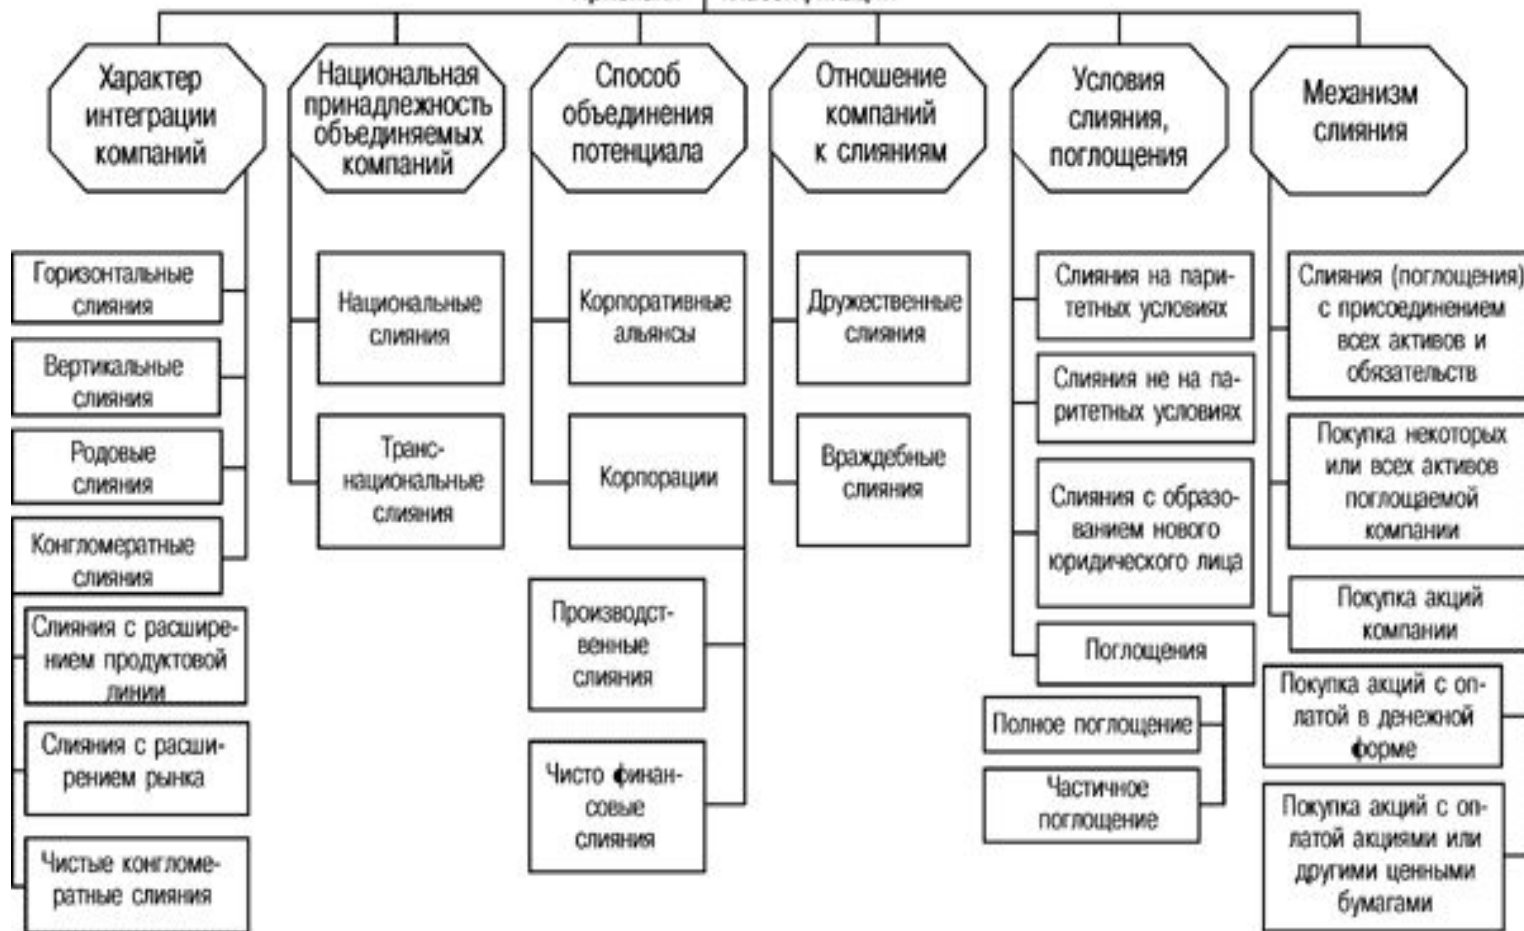 Характер
интеграции
компаний
Национальная
принадлежность
объединяемых
компаний
Способ
объединения
потенциала
Отношение
компаний
к слияниям
Условия
слияния,
поглощения
Механизм
слияния
Горизонтальные
слияния
Вертикальные
слияния
Родовые
слияния
Конгломератные
слияния
Слияния с расшире-
нием продуктовой
линии
Слияния с расши-
рением рынка
Чистые конгломе-
ратные слияния
Национальные
слияния
Транс-
национальные
слияния
Корпоративные
альянсы
Корпорации
Производст-
венные
слияния
Чисто финан-
совые
слияния
Дружественные
слияния
Враждебные
слияния
Слияния на пари-
тетных условиях
Слияния не на па-
ритетных условиях
Слияния с образо-
ванием нового
юридического лица
Поглощения
Полное поглощение
Частичное
поглощение
Слияния (поглощения)
с присоединением
всех активов и
обязательств
Покупка некоторых
или всех активов
поглощаемой
компании
Покупка акций
компании
Покупка акций с оп-
латой в денежной
форме
Покупка акций с оп-
латой акциями или
другими ценными
бумагами